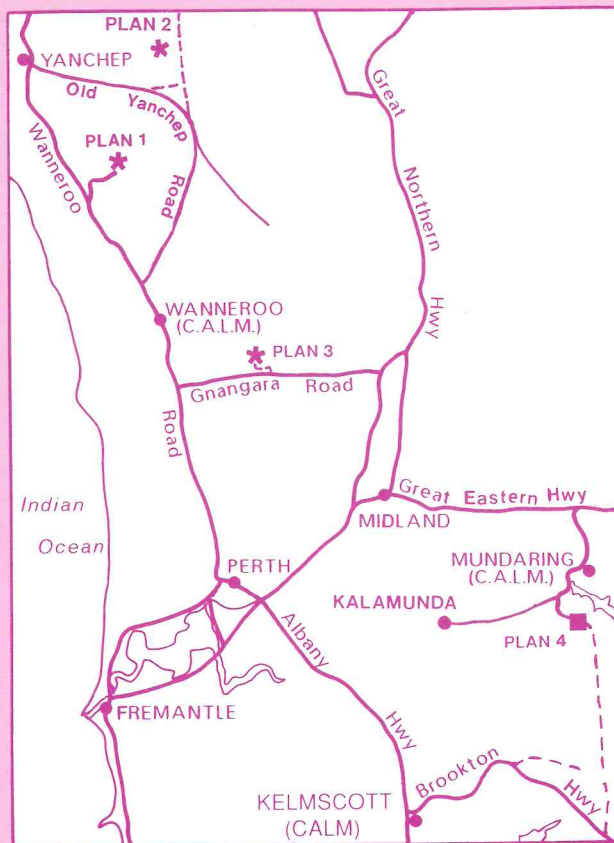 PLAN 2
YANCHEP
Old Yanchep Road
PLAN 1
Wanneroo Road
Great Northern Hwy
WANNEROO
(C.A.L.M.)
PLAN 3
Gnangara Road
Indian
Ocean
Great Eastern Hwy
MIDLAND
MUNDARING
(C.A.L.M.)
PERTH
KALAMUNDA
PLAN 4
Albany Hwy
FREMANTLE
Brookton Hwy
KELMSCOTT
(CALM)